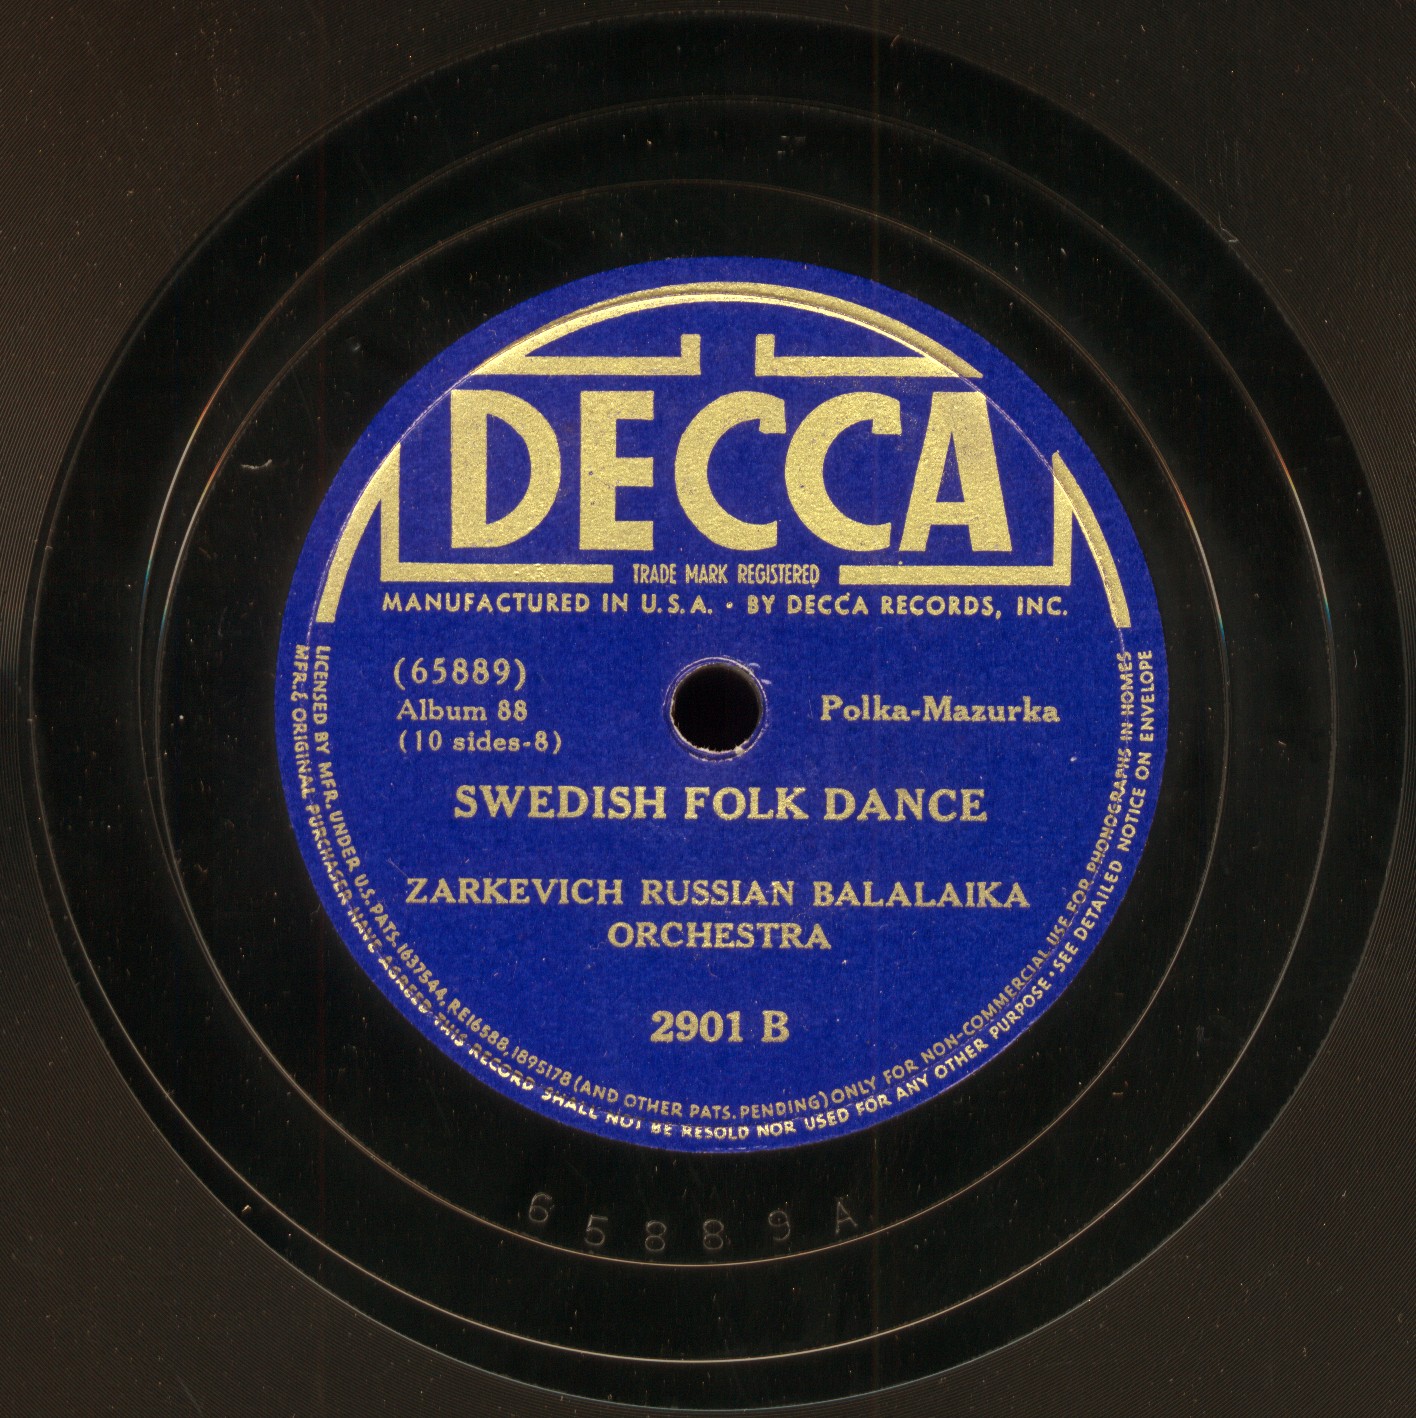 DECCA
TRADE MARK REGISTERED
MANUFACTURED IN U.S.A. · BY DECCA RECORDS, INC.
(65889)
Album 88
(10 sides-8)
Polka-Mazurka
SWEDISH FOLK DANCE
ZARKEVICH RUSSIAN BALALAIKA
ORCHESTRA
2901 B
LICENSED BY MFR. UNDER U.S. PATS. 1637544, RE16588, 1895178 (AND OTHER PATS. PENDING) ONLY FOR NON-COMMERCIAL USE FOR PHONOGRAPHS IN HOMES
MFR. & ORIGINAL PURCHASER HAVE AGREED THIS RECORD SHALL NOT BE RESOLD NOR USED FOR ANY OTHER PURPOSE · SEE DETAILED NOTICE ON ENVELOPE
65889A